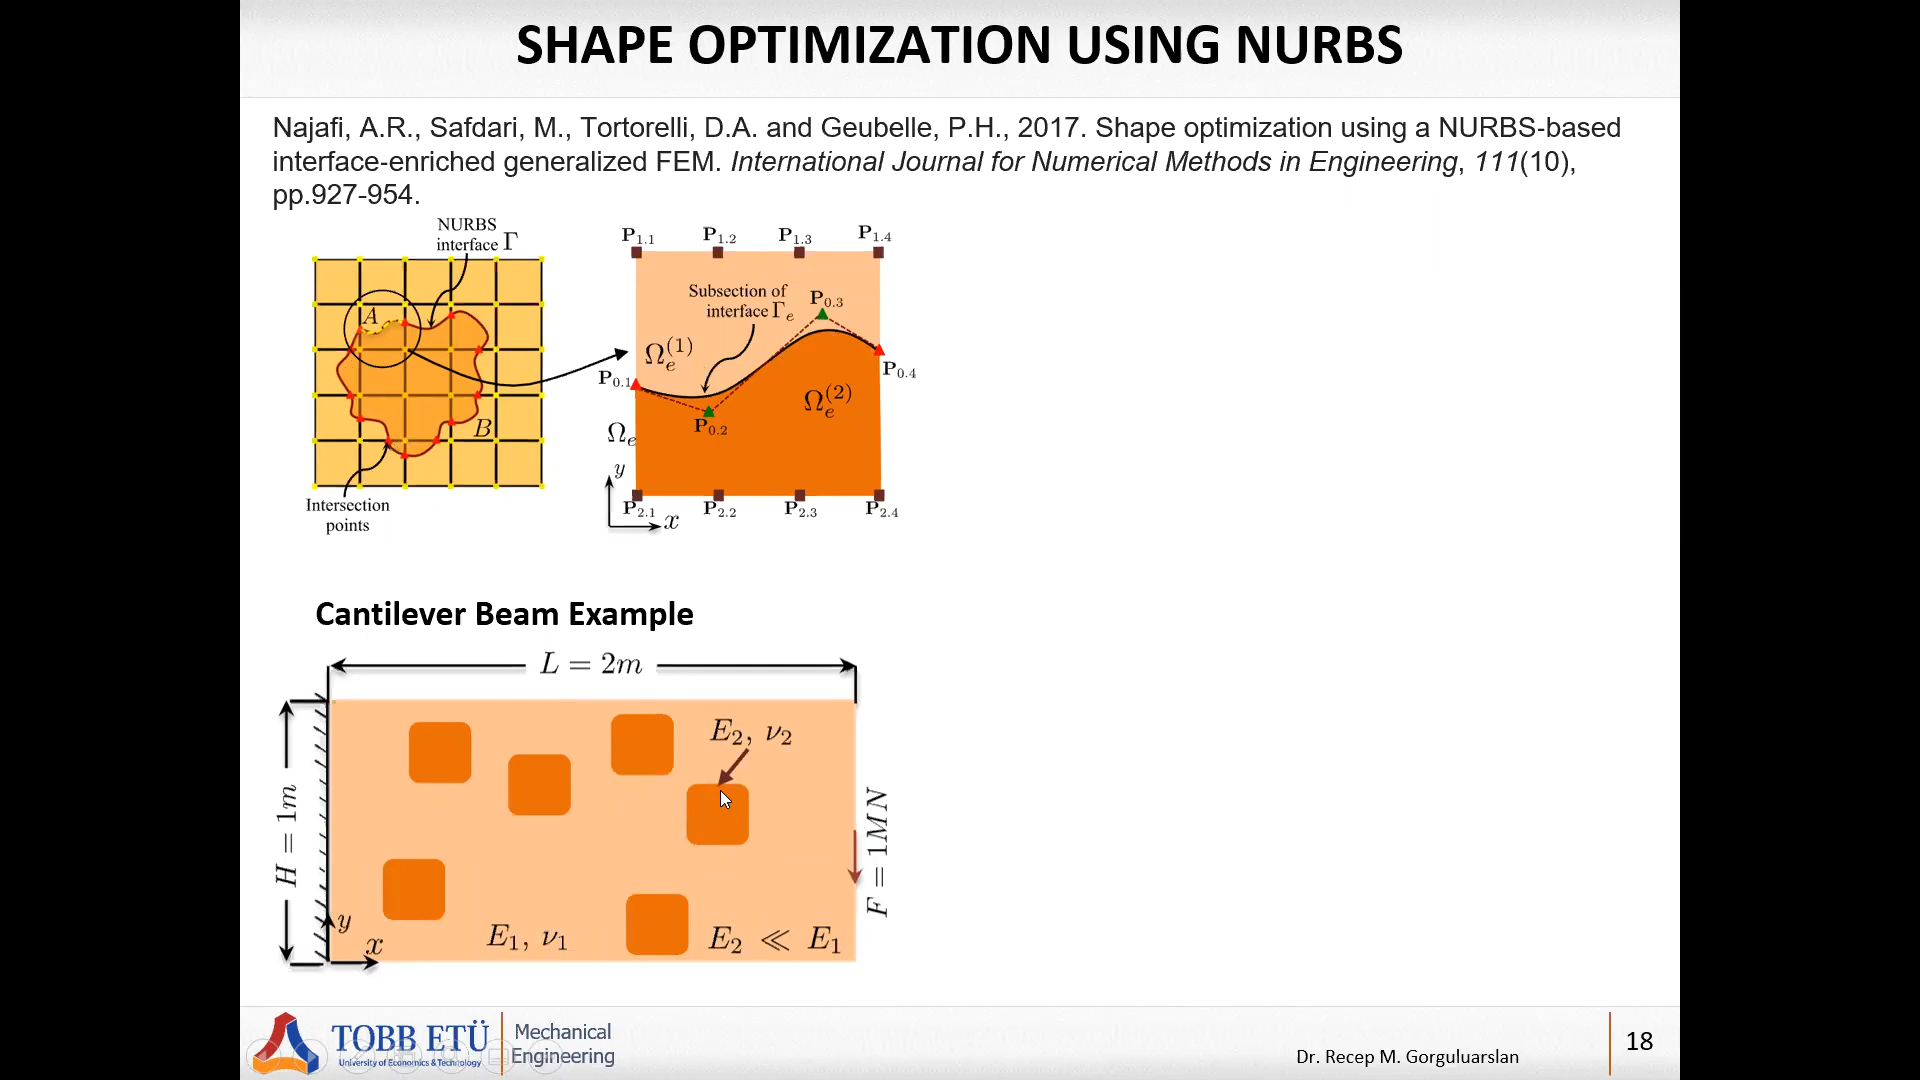 SHAPE OPTIMIZATION USING NURBS
Najafi, A.R., Safdari, M., Tortorelli, D.A. and Geubelle, P.H., 2017. Shape optimization using a NURBS-based
interface-enriched generalized FEM. International Journal for Numerical Methods in Engineering, 111(10),
pp.927-954.
NURBS
interface Γ
A
B
Intersection
points
P1.1 P1.2 P1.3 P1.4
Subsection of
interface Γe
P0.3
Ωe(1)
P0.1
P0.4
Ωe(2)
P0.2
Ωe
y
x
P2.1 P2.2 P2.3 P2.4
Cantilever Beam Example
L = 2m
H = 1m
E2, ν2
F = 1MN
y
x
E1, ν1
E2 ≪ E1
TOBB ETÜ
University of Economics & Technology
Mechanical
Engineering
Dr. Recep M. Gorguluarslan
18